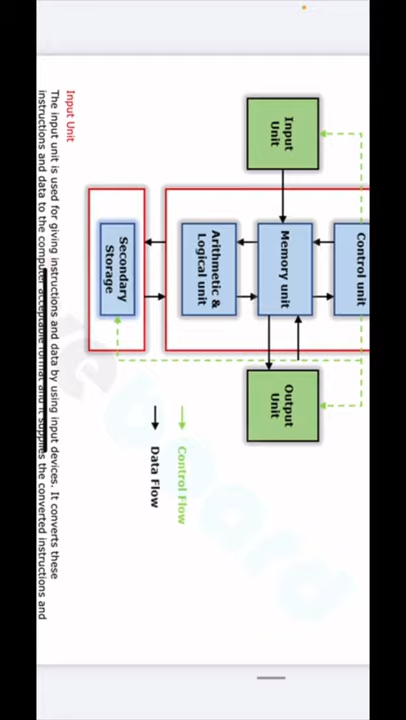 Control unit
Input
Unit
Memory unit
Output
Unit
Arithmetic &
Logical unit
Control Flow
Data Flow
Secondary
Storage
Input Unit
The input unit is used for giving instructions and data by using input devices. It converts these
instructions and data to the computer acceptable format and it supplies the converted instructions and